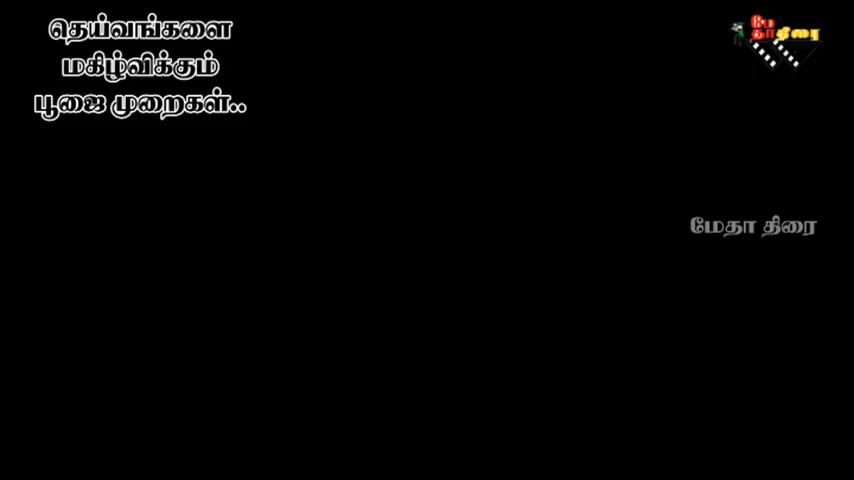 தெய்வங்களை
மகிழ்விக்கும்
பூஜை முறைகள்..
மே
தா திரை
மேதா திரை